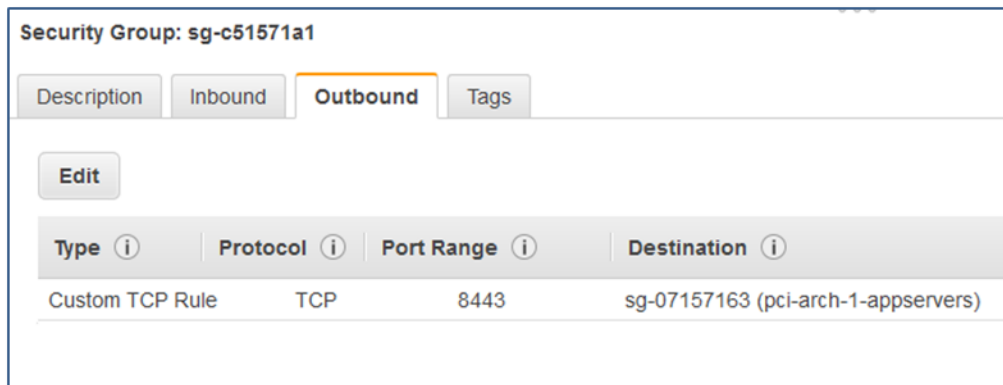 Security Group: sg-c51571a1
Description Inbound Outbound Tags
Edit
Type i Protocol i Port Range i Destination i
Custom TCP Rule TCP 8443 sg-07157163 (pci-arch-1-appservers)